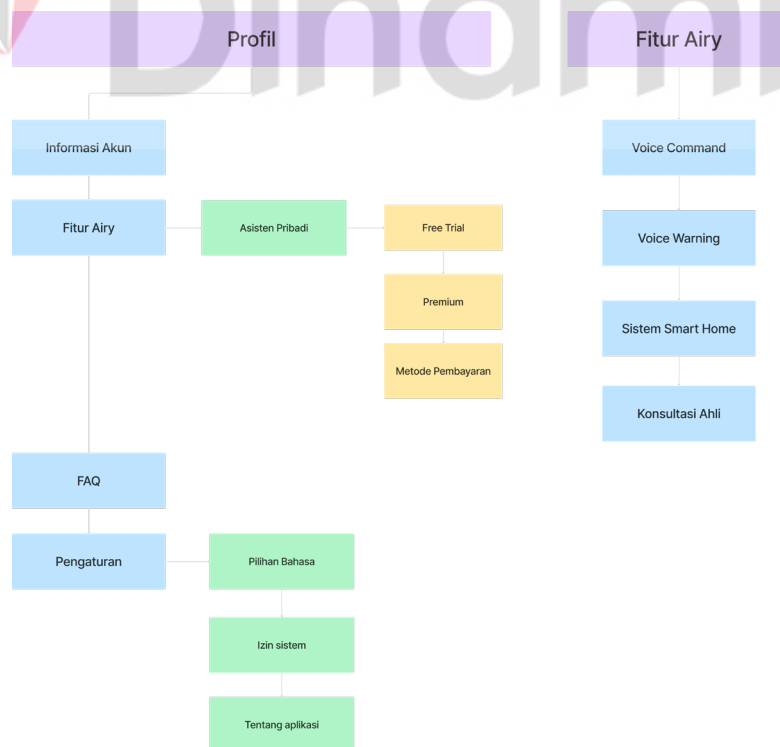 Profil
Fitur Airy
Informasi Akun
Voice Command
Fitur Airy
Asisten Pribadi
Free Trial
Voice Warning
Premium
Sistem Smart Home
Metode Pembayaran
Konsultasi Ahli
FAQ
Pengaturan
Pilihan Bahasa
Izin sistem
Tentang aplikasi